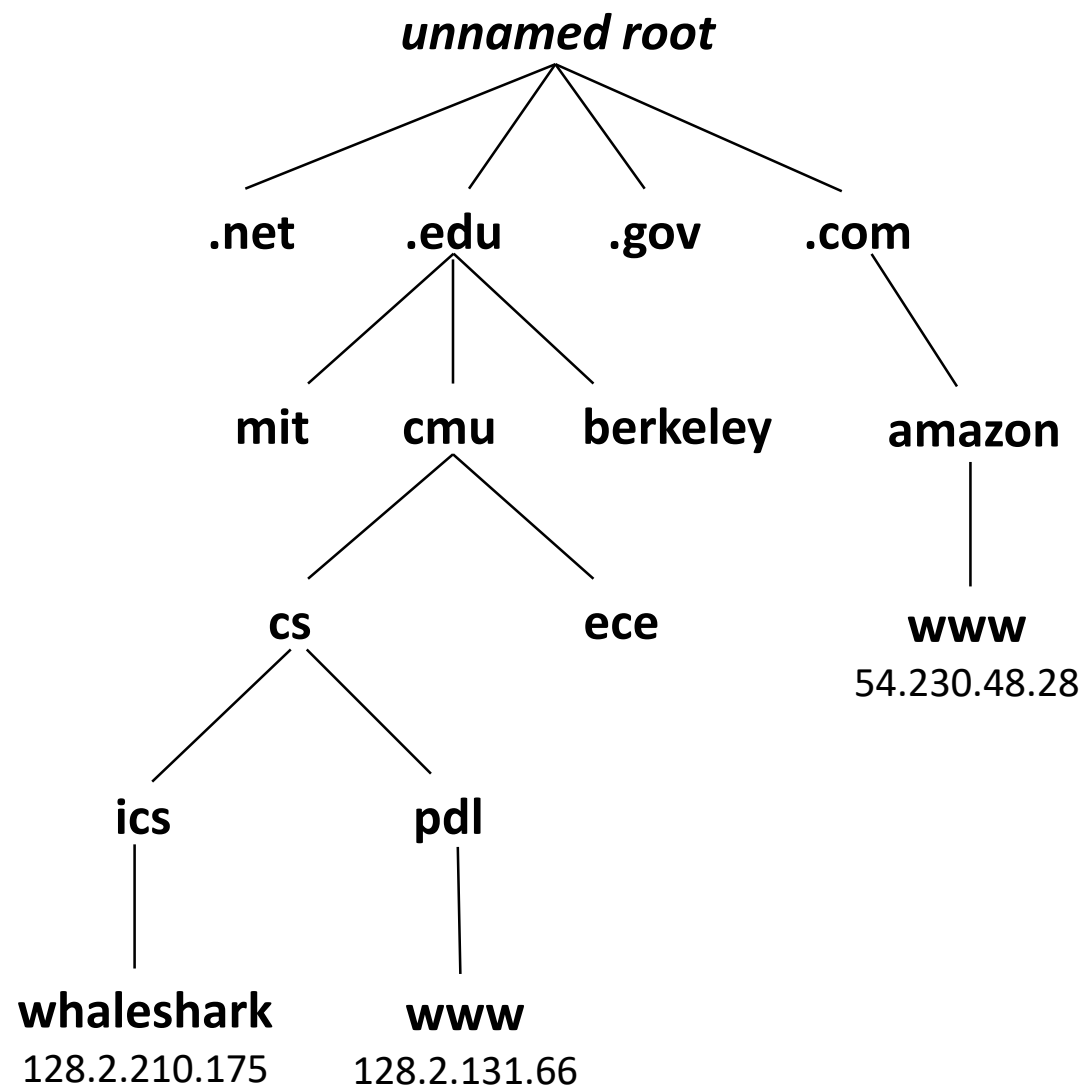 unnamed root
.net .edu .gov .com
mit cmu berkeley amazon
cs ece www
54.230.48.28
ics pdl
whaleshark www
128.2.210.175 128.2.131.66